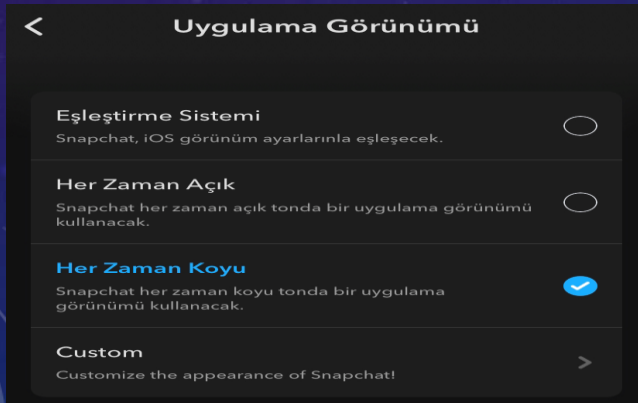 Uygulama Görünümü
Eşleştirme Sistemi
Snapchat, iOS görünüm ayarlarınla eşleşecek.
Her Zaman Açık
Snapchat her zaman açık tonda bir uygulama görünümü
kullanacak.
Her Zaman Koyu
Snapchat her zaman koyu tonda bir uygulama
görünümü kullanacak.
Custom
Customize the appearance of Snapchat!